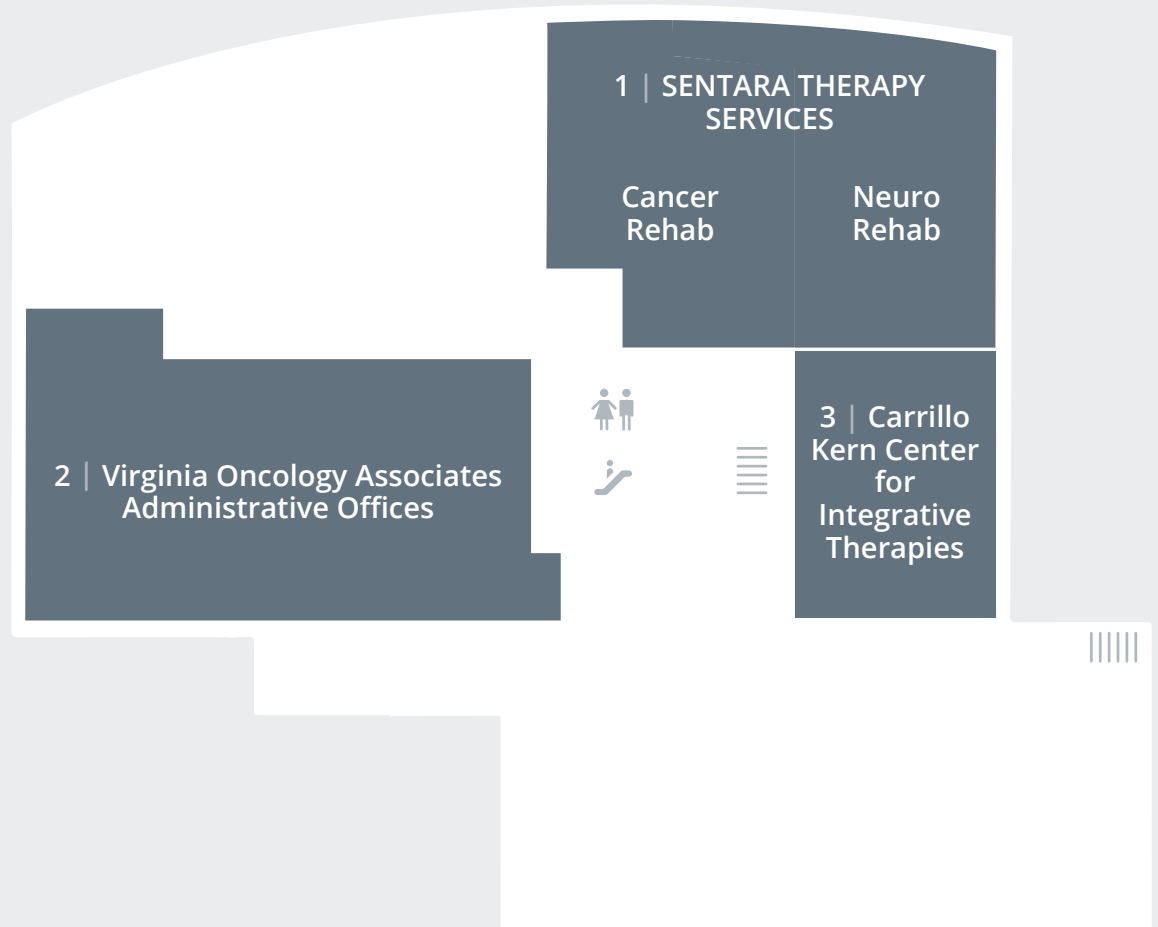 1 | SENTARA THERAPY
SERVICES
Cancer
Rehab
Neuro
Rehab
2 | Virginia Oncology Associates
Administrative Offices
3 | Carrillo
Kern Center
for
Integrative
Therapies